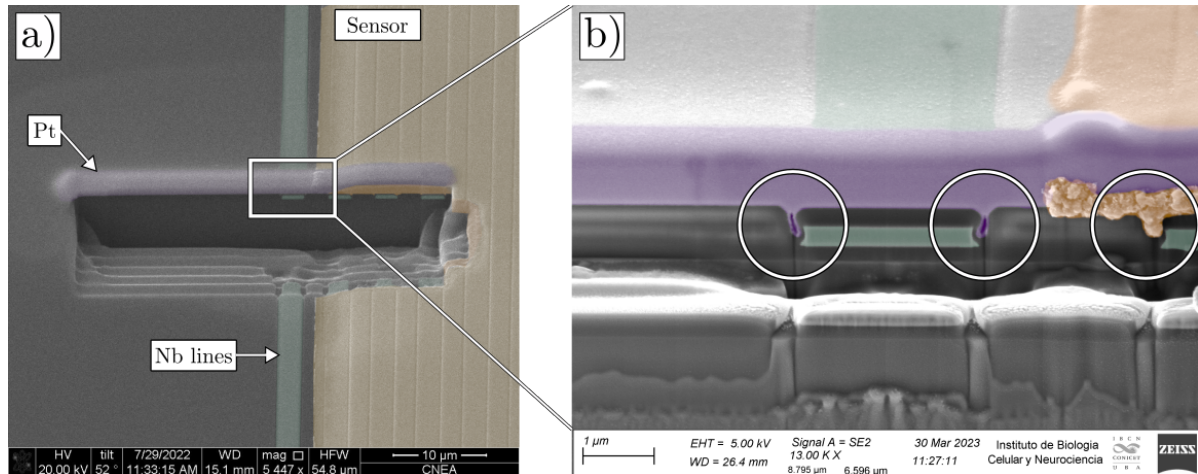 a)
Sensor
Pt
Nb lines
HV
tilt
7/29/2022
WD
mag
HFW
10 μm
20.00 kV
52 °
11:33:15 AM
15.1 mm
5 447 x
54.8 μm
CNEA
b)
1 μm
EHT = 5.00 kV
Signal A = SE2
30 Mar 2023
Instituto de Biologia
WD = 26.4 mm
13.00 K X
11:27:11
Celular y Neurociencia
8.795 μm
6.596 μm
IBCN
CONICET
UBA
ZEISS